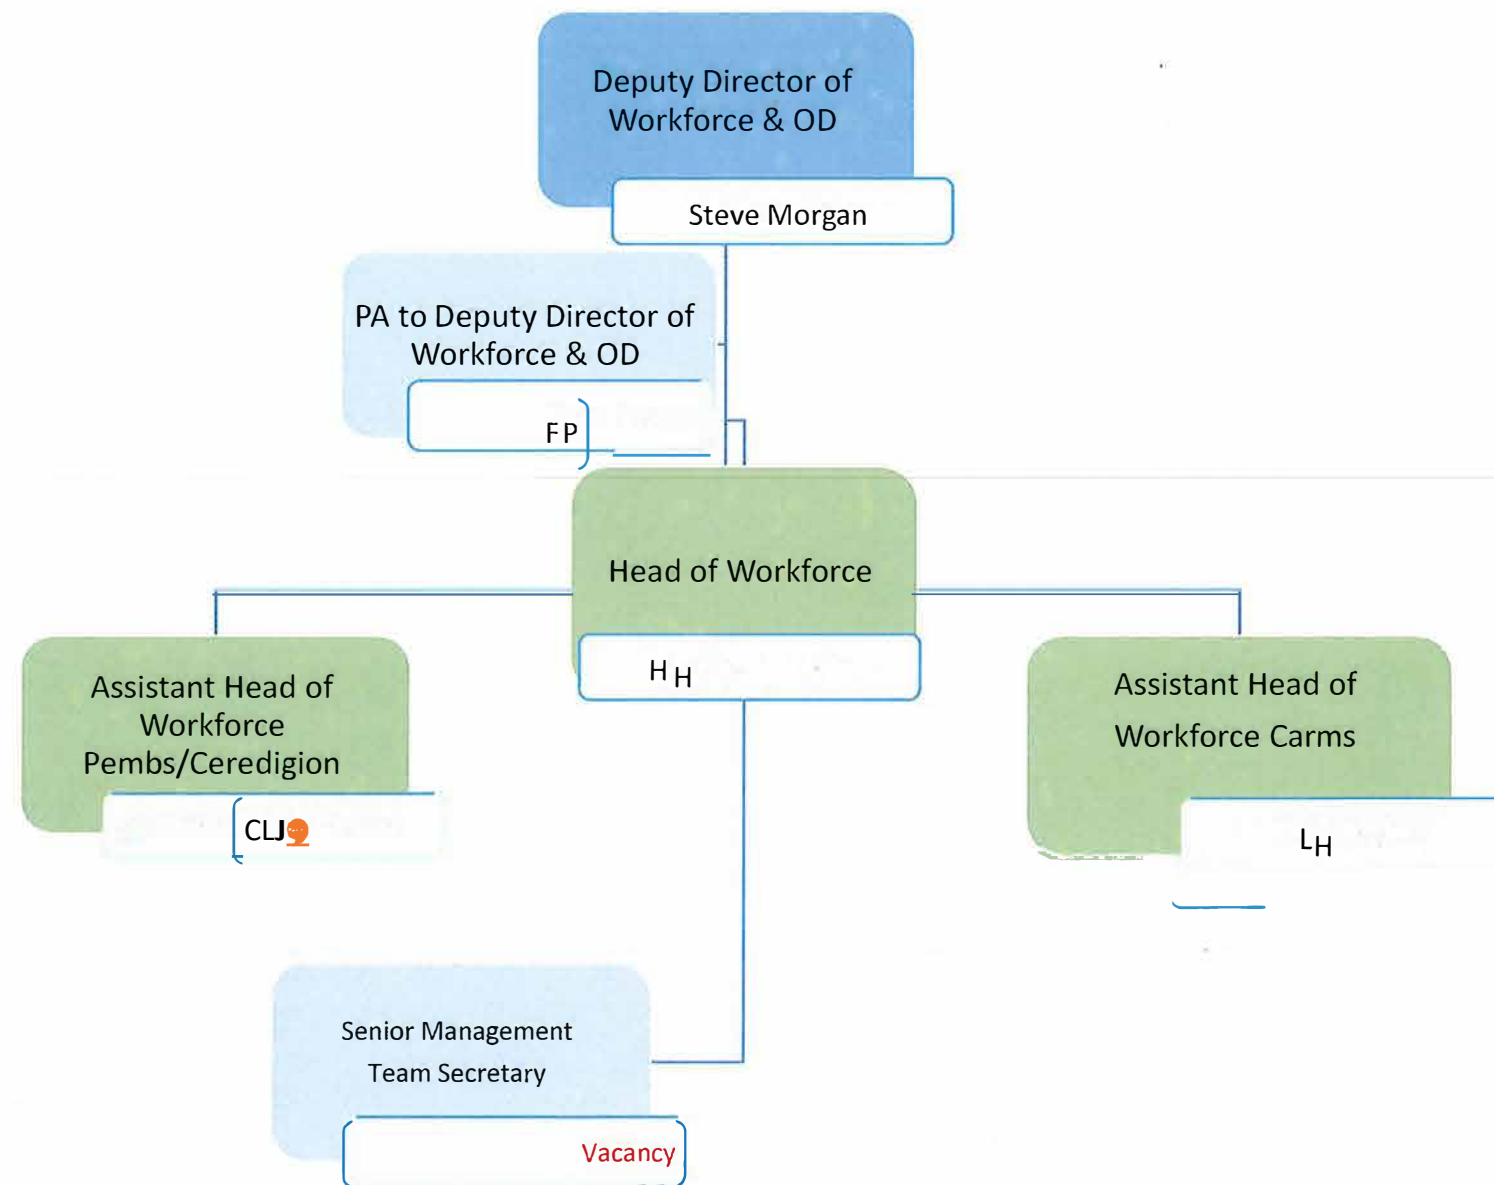 Deputy Director of
Workforce & OD
Steve Morgan
PA to Deputy Director of
Workforce & OD
FP
Head of Workforce
HH
Assistant Head of
Workforce
Pembs/Ceredigion
CLJ
Assistant Head of
Workforce Carms
LH
Senior Management
Team Secretary
Vacancy